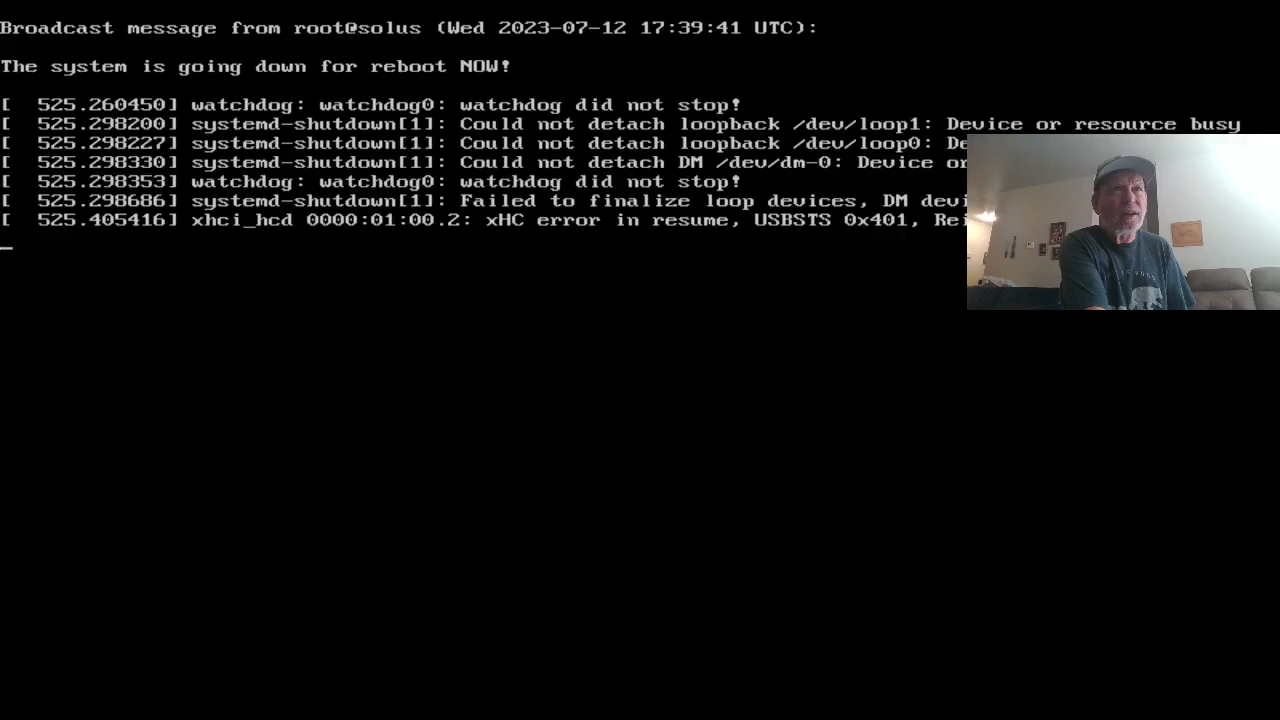 Broadcast message from root@solus (Wed 2023-07-12 17:39:41 UTC):
The system is going down for reboot NOW!
[  525.260450] watchdog: watchdog0: watchdog did not stop!
[  525.298200] systemd-shutdown[1]: Could not detach loopback /dev/loop1: Device or resource busy
[  525.298227] systemd-shutdown[1]: Could not detach loopback /dev/loop0:
[  525.298330] systemd-shutdown[1]: Could not detach DM /dev/dm-0: Device or
[  525.298353] watchdog: watchdog0: watchdog did not stop!
[  525.298686] systemd-shutdown[1]: Failed to finalize loop devices, DM
[  525.405416] xhci_hcd 0000:01:00.2: xHC error in resume, USBSTS 0x401,